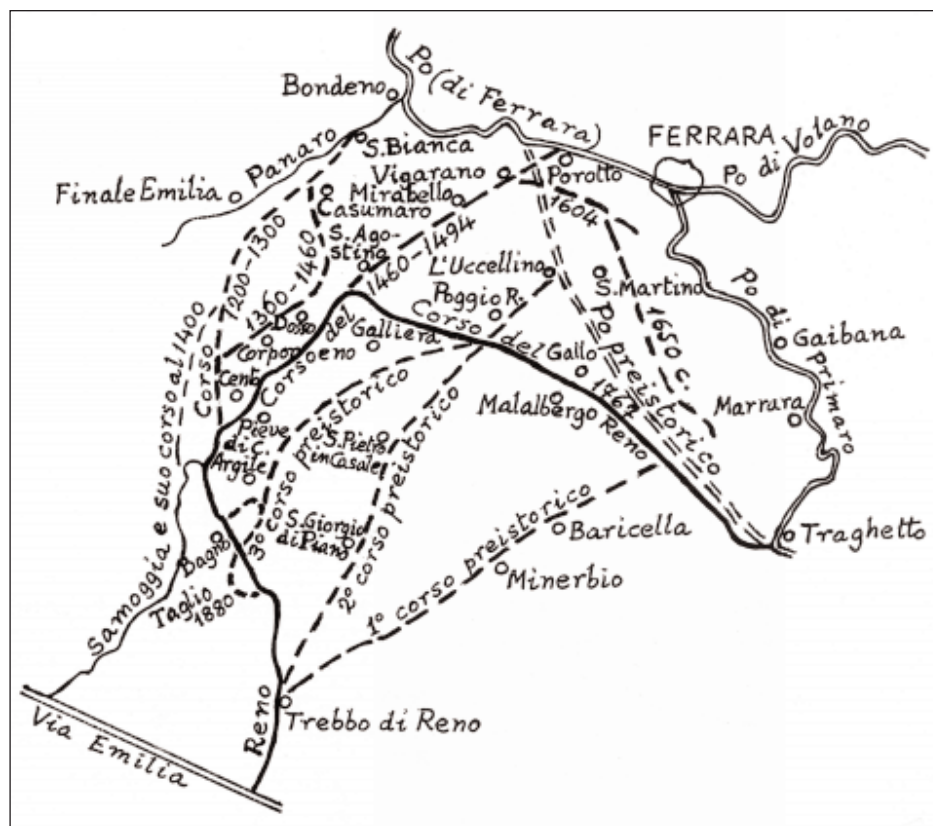 Po (di Ferrara)
Bondeno
FERRARA
Po di Volano
S.Bianca
Panaro
Vigarano
Porotto
Finale Emilia
Mirabella
Casumaro
1604
S. Ago-
stino
1460-1494
Corso 1200-1300
1360-1460
L'Uccellina
S. Martino
Po di Primaro
Poggio R.
1650 c.
Gaibana
Dosso
Galliera
Corso del
Corso del Reno 1767
Gallo
Po preistorico
Corporeno
Cento
Malalbergo
Marrara
Pieve
di C.
Argile
S. Pietro
in Casale
3° corso preistorico
2° corso preistorico
Samoggia e suo corso al 1400
S. Giorgio
di Piano
Baricella
Traghetto
Bagno
Minerbio
1° corso preistorico
Taglio
1880
Reno
Trebbo di Reno
Via Emilia